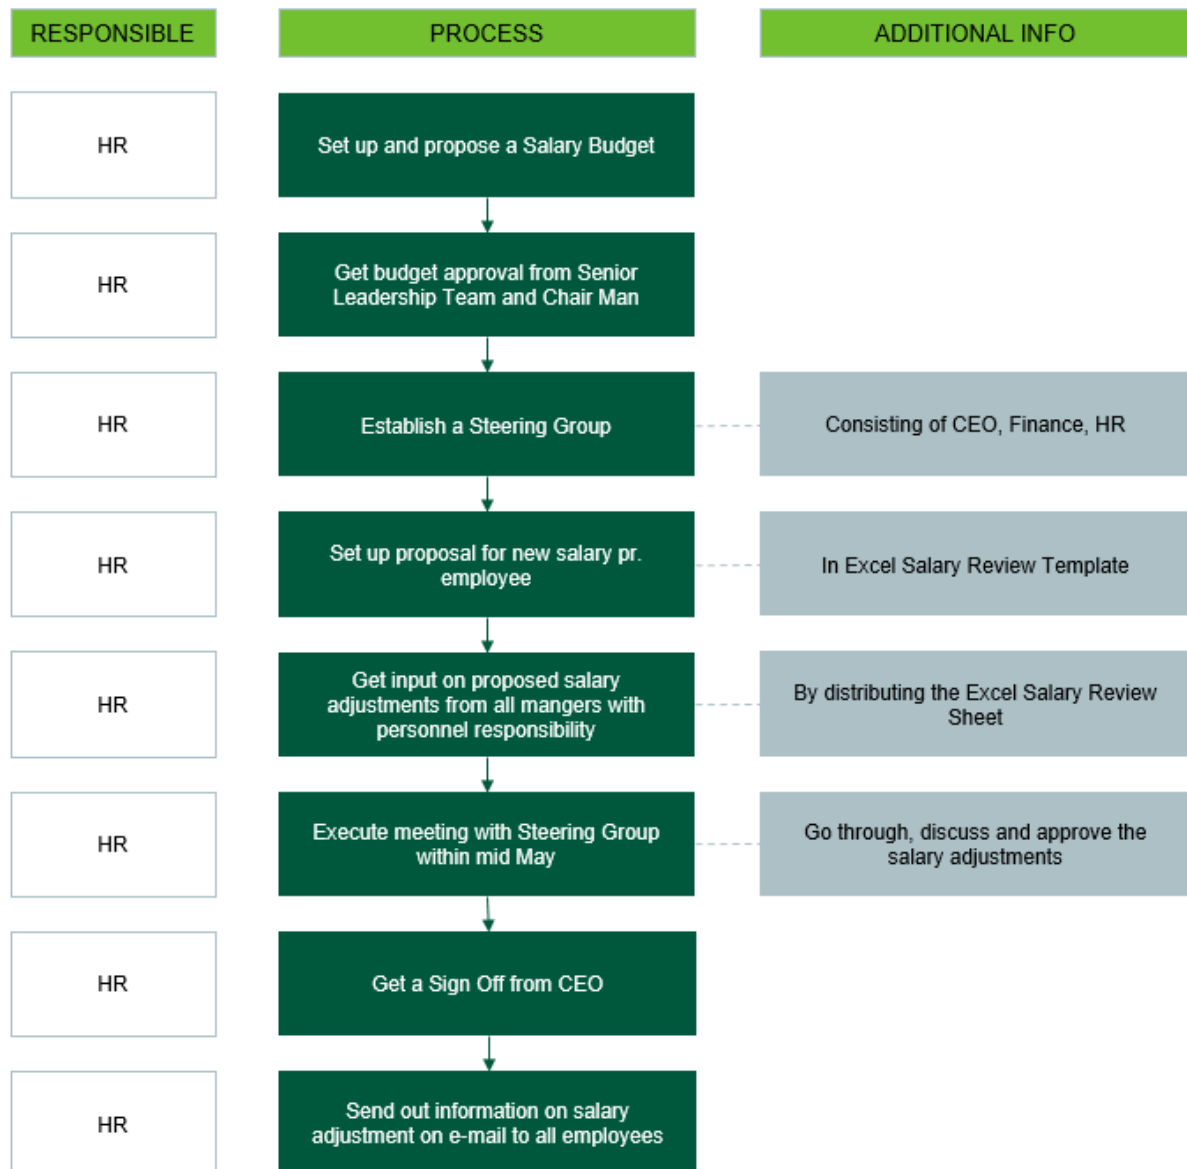 RESPONSIBLE
PROCESS
ADDITIONAL INFO
HR
Set up and propose a Salary Budget
HR
Get budget approval from Senior
Leadership Team and Chair Man
HR
Establish a Steering Group
Consisting of CEO, Finance, HR
HR
Set up proposal for new salary pr.
employee
In Excel Salary Review Template
HR
Get input on proposed salary
adjustments from all mangers with
personnel responsibility
By distributing the Excel Salary Review
Sheet
HR
Execute meeting with Steering Group
within mid May
Go through, discuss and approve the
salary adjustments
HR
Get a Sign Off from CEO
HR
Send out information on salary
adjustment on e-mail to all employees